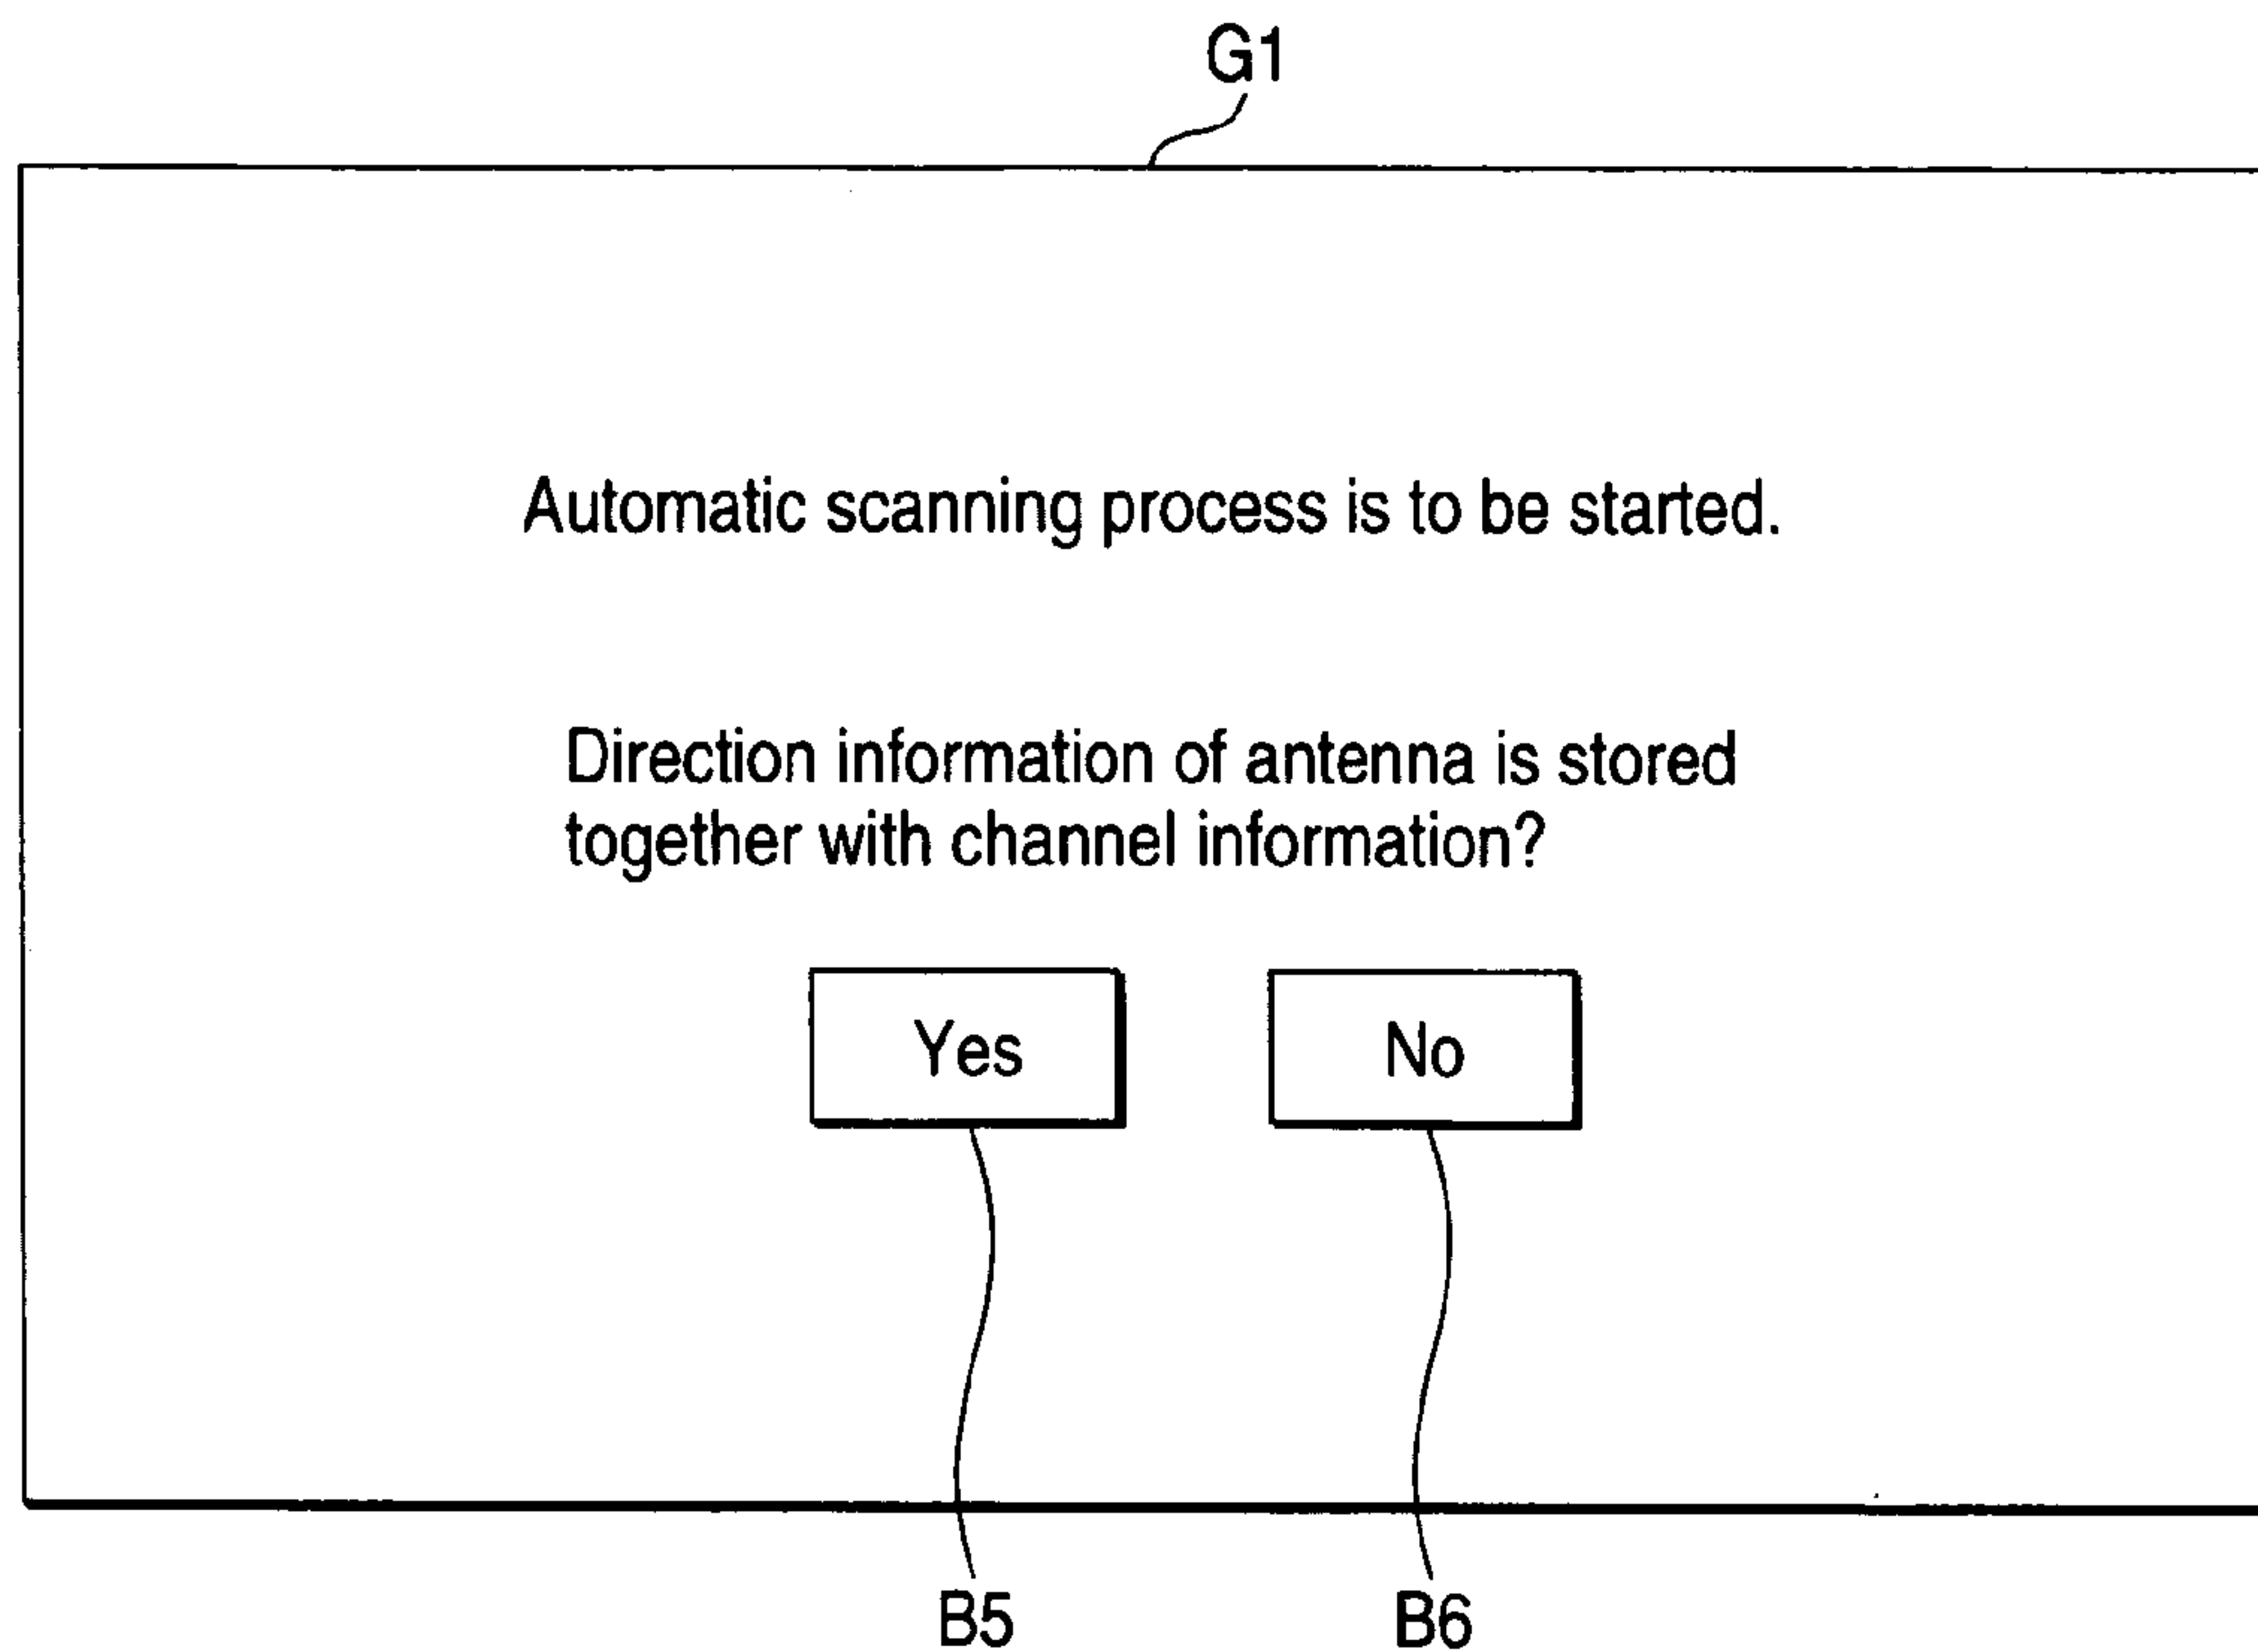 G1
Automatic scanning process is to be started.
Direction information of antenna is stored
together with channel information?
Yes
No
B5
B6